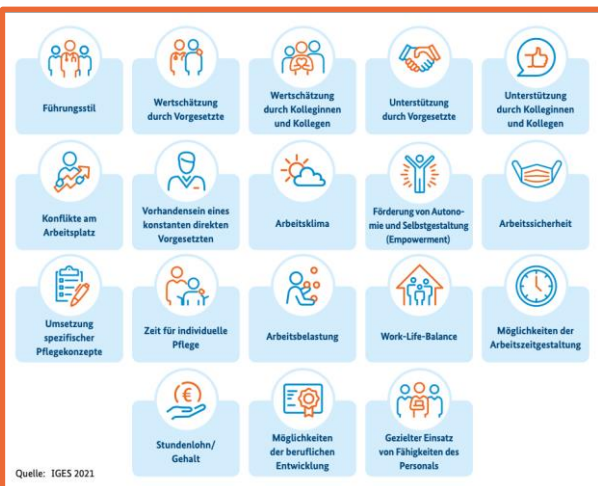 Führungsstil
Wertschätzung
durch Vorgesetzte
Wertschätzung
durch Kolleginnen
und Kollegen
Unterstützung
durch Vorgesetzte
Unterstützung
durch Kolleginnen
und Kollegen
Konflikte am
Arbeitsplatz
Vorhandensein eines
konstanten direkten
Vorgesetzten
Arbeitsklima
Förderung von Autono-
mie und Selbstgestaltung
(Empowerment)
Arbeitssicherheit
Umsetzung
spezifischer
Pflegekonzepte
Zeit für individuelle
Pflege
Arbeitsbelastung
Work-Life-Balance
Möglichkeiten der
Arbeitszeitgestaltung
€
Stundenlohn/
Gehalt
Möglichkeiten
der beruflichen
Entwicklung
Gezielter Einsatz
von Fähigkeiten des
Personals
Quelle: IGES 2021